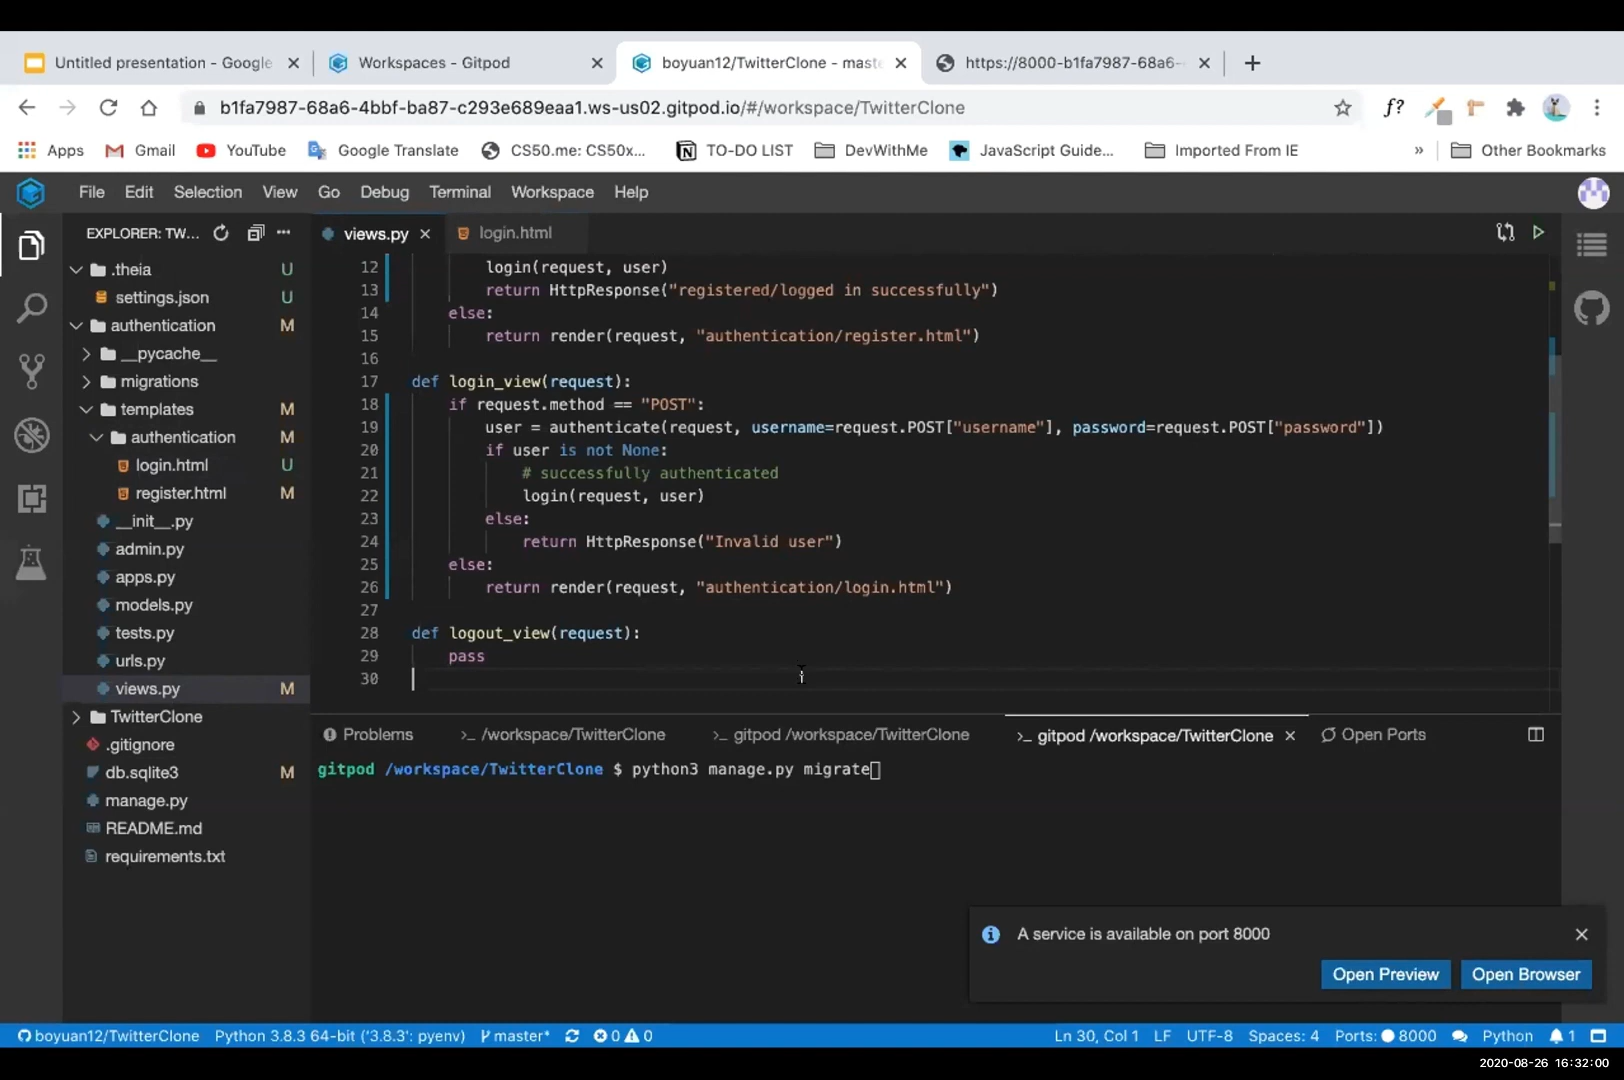 Untitled presentation - Google
Workspaces - Gitpod
boyuan12/TwitterClone - maste
https://8000-b1fa7987-68a6-
b1fa7987-68a6-4bbf-ba87-c293e689eaa1.ws-us02.gitpod.io/#/workspace/TwitterClone
f?
Apps
Gmail
YouTube
Google Translate
CS50.me: CS50x...
TO-DO LIST
DevWithMe
JavaScript Guide...
Imported From IE
»
Other Bookmarks
File Edit Selection View Go Debug Terminal Workspace Help
EXPLORER: TW...
.theia U
settings.json U
authentication M
__pycache__
migrations
templates M
authentication M
login.html U
register.html M
__init__.py
admin.py
apps.py
models.py
tests.py
urls.py
views.py M
TwitterClone
.gitignore
db.sqlite3 M
manage.py
README.md
requirements.txt
views.py
login.html
12 login(request, user)
13 return HttpResponse("registered/logged in successfully")
14 else:
15 return render(request, "authentication/register.html")
16
17 def login_view(request):
18 if request.method == "POST":
19 user = authenticate(request, username=request.POST["username"], password=request.POST["password"])
20 if user is not None:
21 # successfully authenticated
22 login(request, user)
23 else:
24 return HttpResponse("Invalid user")
25 else:
26 return render(request, "authentication/login.html")
27
28 def logout_view(request):
29 pass
30
Problems
>_ /workspace/TwitterClone
>_ gitpod /workspace/TwitterClone
>_ gitpod /workspace/TwitterClone
Open Ports
gitpod /workspace/TwitterClone $ python3 manage.py migrate
A service is available on port 8000
Open Preview
Open Browser
boyuan12/TwitterClone
Python 3.8.3 64-bit ('3.8.3': pyenv)
master*
0
0
Ln 30, Col 1
LF
UTF-8
Spaces: 4
Ports: 8000
Python
1
2020-08-26 16:32:00